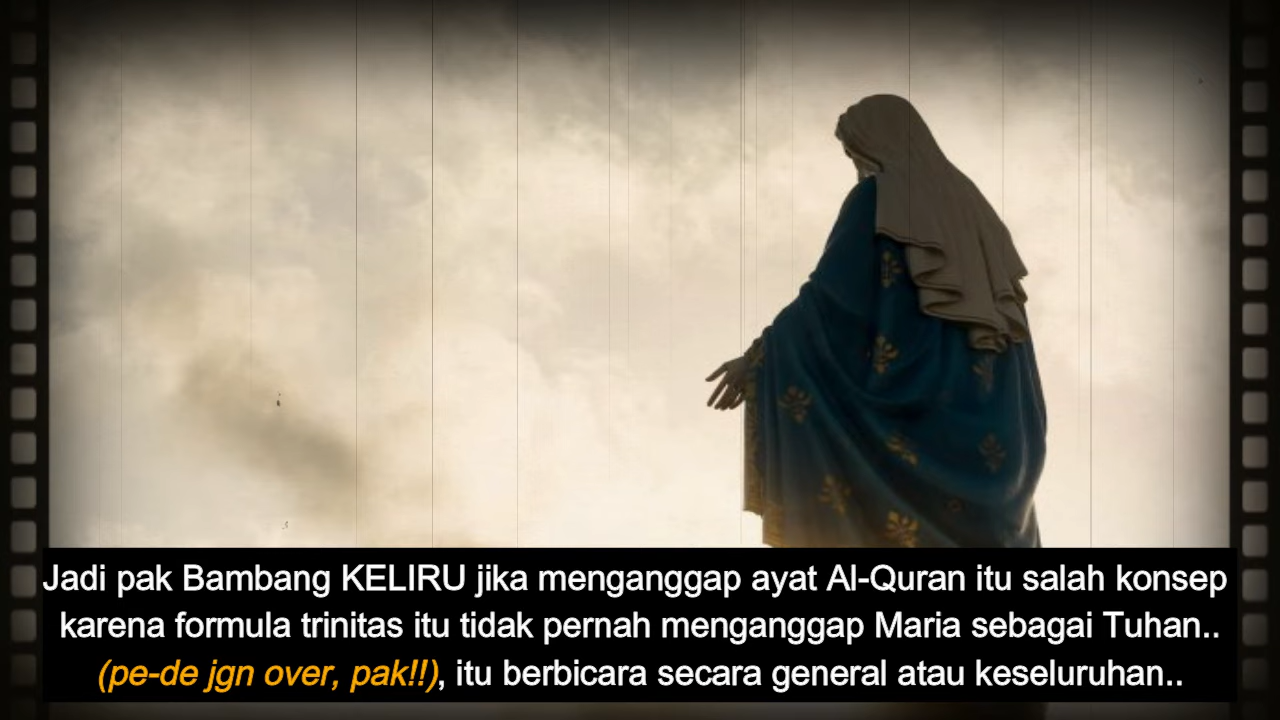 Jadi pak Bambang KELIRU jika menganggap ayat Al-Quran itu salah konsep
karena formula trinitas itu tidak pernah menganggap Maria sebagai Tuhan..
(pe-de jgn over, pak!!), itu berbicara secara general atau keseluruhan..